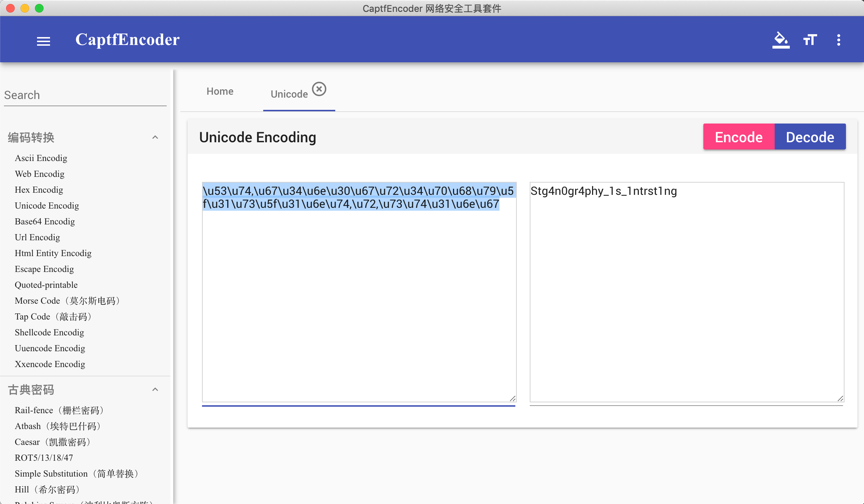 CaptfEncoder 网络安全工具套件
CaptfEncoder
Search
编码转换
Ascii Encodig
Web Encodig
Hex Encodig
Unicode Encodig
Base64 Encodig
Url Encodig
Html Entity Encodig
Escape Encodig
Quoted-printable
Morse Code（莫尔斯电码）
Tap Code（敲击码）
Shellcode Encodig
Uuencode Encodig
Xxencode Encodig
古典密码
Rail-fence（栅栏密码）
Atbash（埃特巴什码）
Caesar（凯撒密码）
ROT5/13/18/47
Simple Substitution（简单替换）
Hill（希尔密码）
Home
Unicode
Unicode Encoding
Encode
Decode
\u53\u74,\u67\u34\u6e\u30\u67\u72\u34\u70\u68\u79\u5
f\u31\u73\u5f\u31\u6e\u74,\u72,\u73\u74\u31\u6e\u67
Stg4n0gr4phy_1s_1ntrst1ng